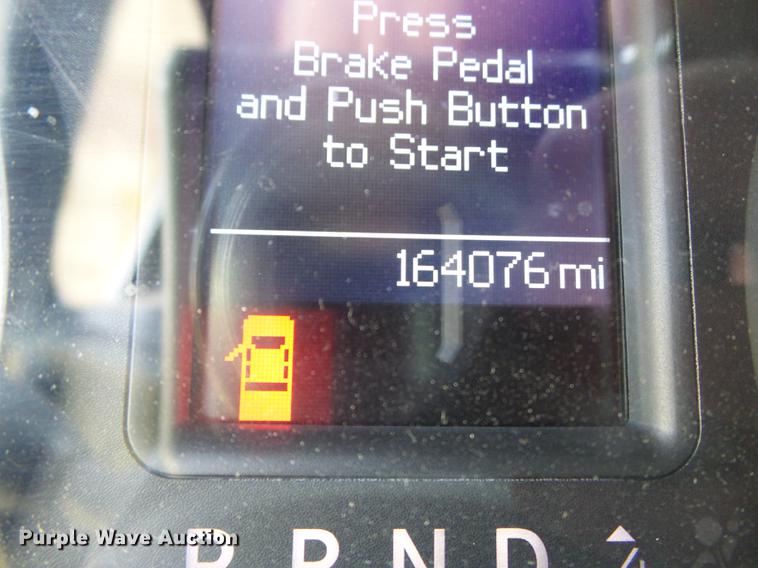 Press
Brake Pedal
and Push Button
to Start
164076 mi
P R N D
Purple Wave Auction